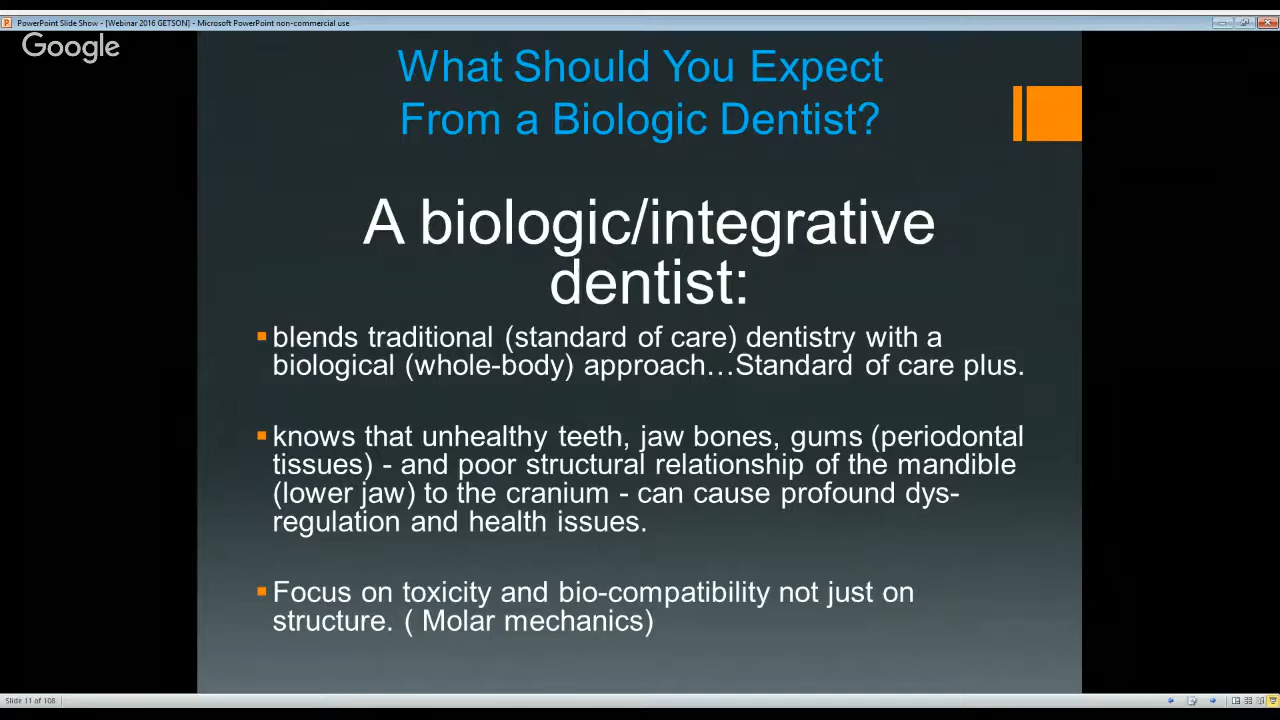 PowerPoint Slide Show - [Webinar 2016 GETSON] - Microsoft PowerPoint non-commercial use
Google
What Should You Expect
From a Biologic Dentist?
A biologic/integrative
dentist:
blends traditional (standard of care) dentistry with a
biological (whole-body) approach…Standard of care plus.
knows that unhealthy teeth, jaw bones, gums (periodontal
tissues) - and poor structural relationship of the mandible
(lower jaw) to the cranium - can cause profound dys-
regulation and health issues.
Focus on toxicity and bio-compatibility not just on
structure. ( Molar mechanics)
Slide 11 of 108